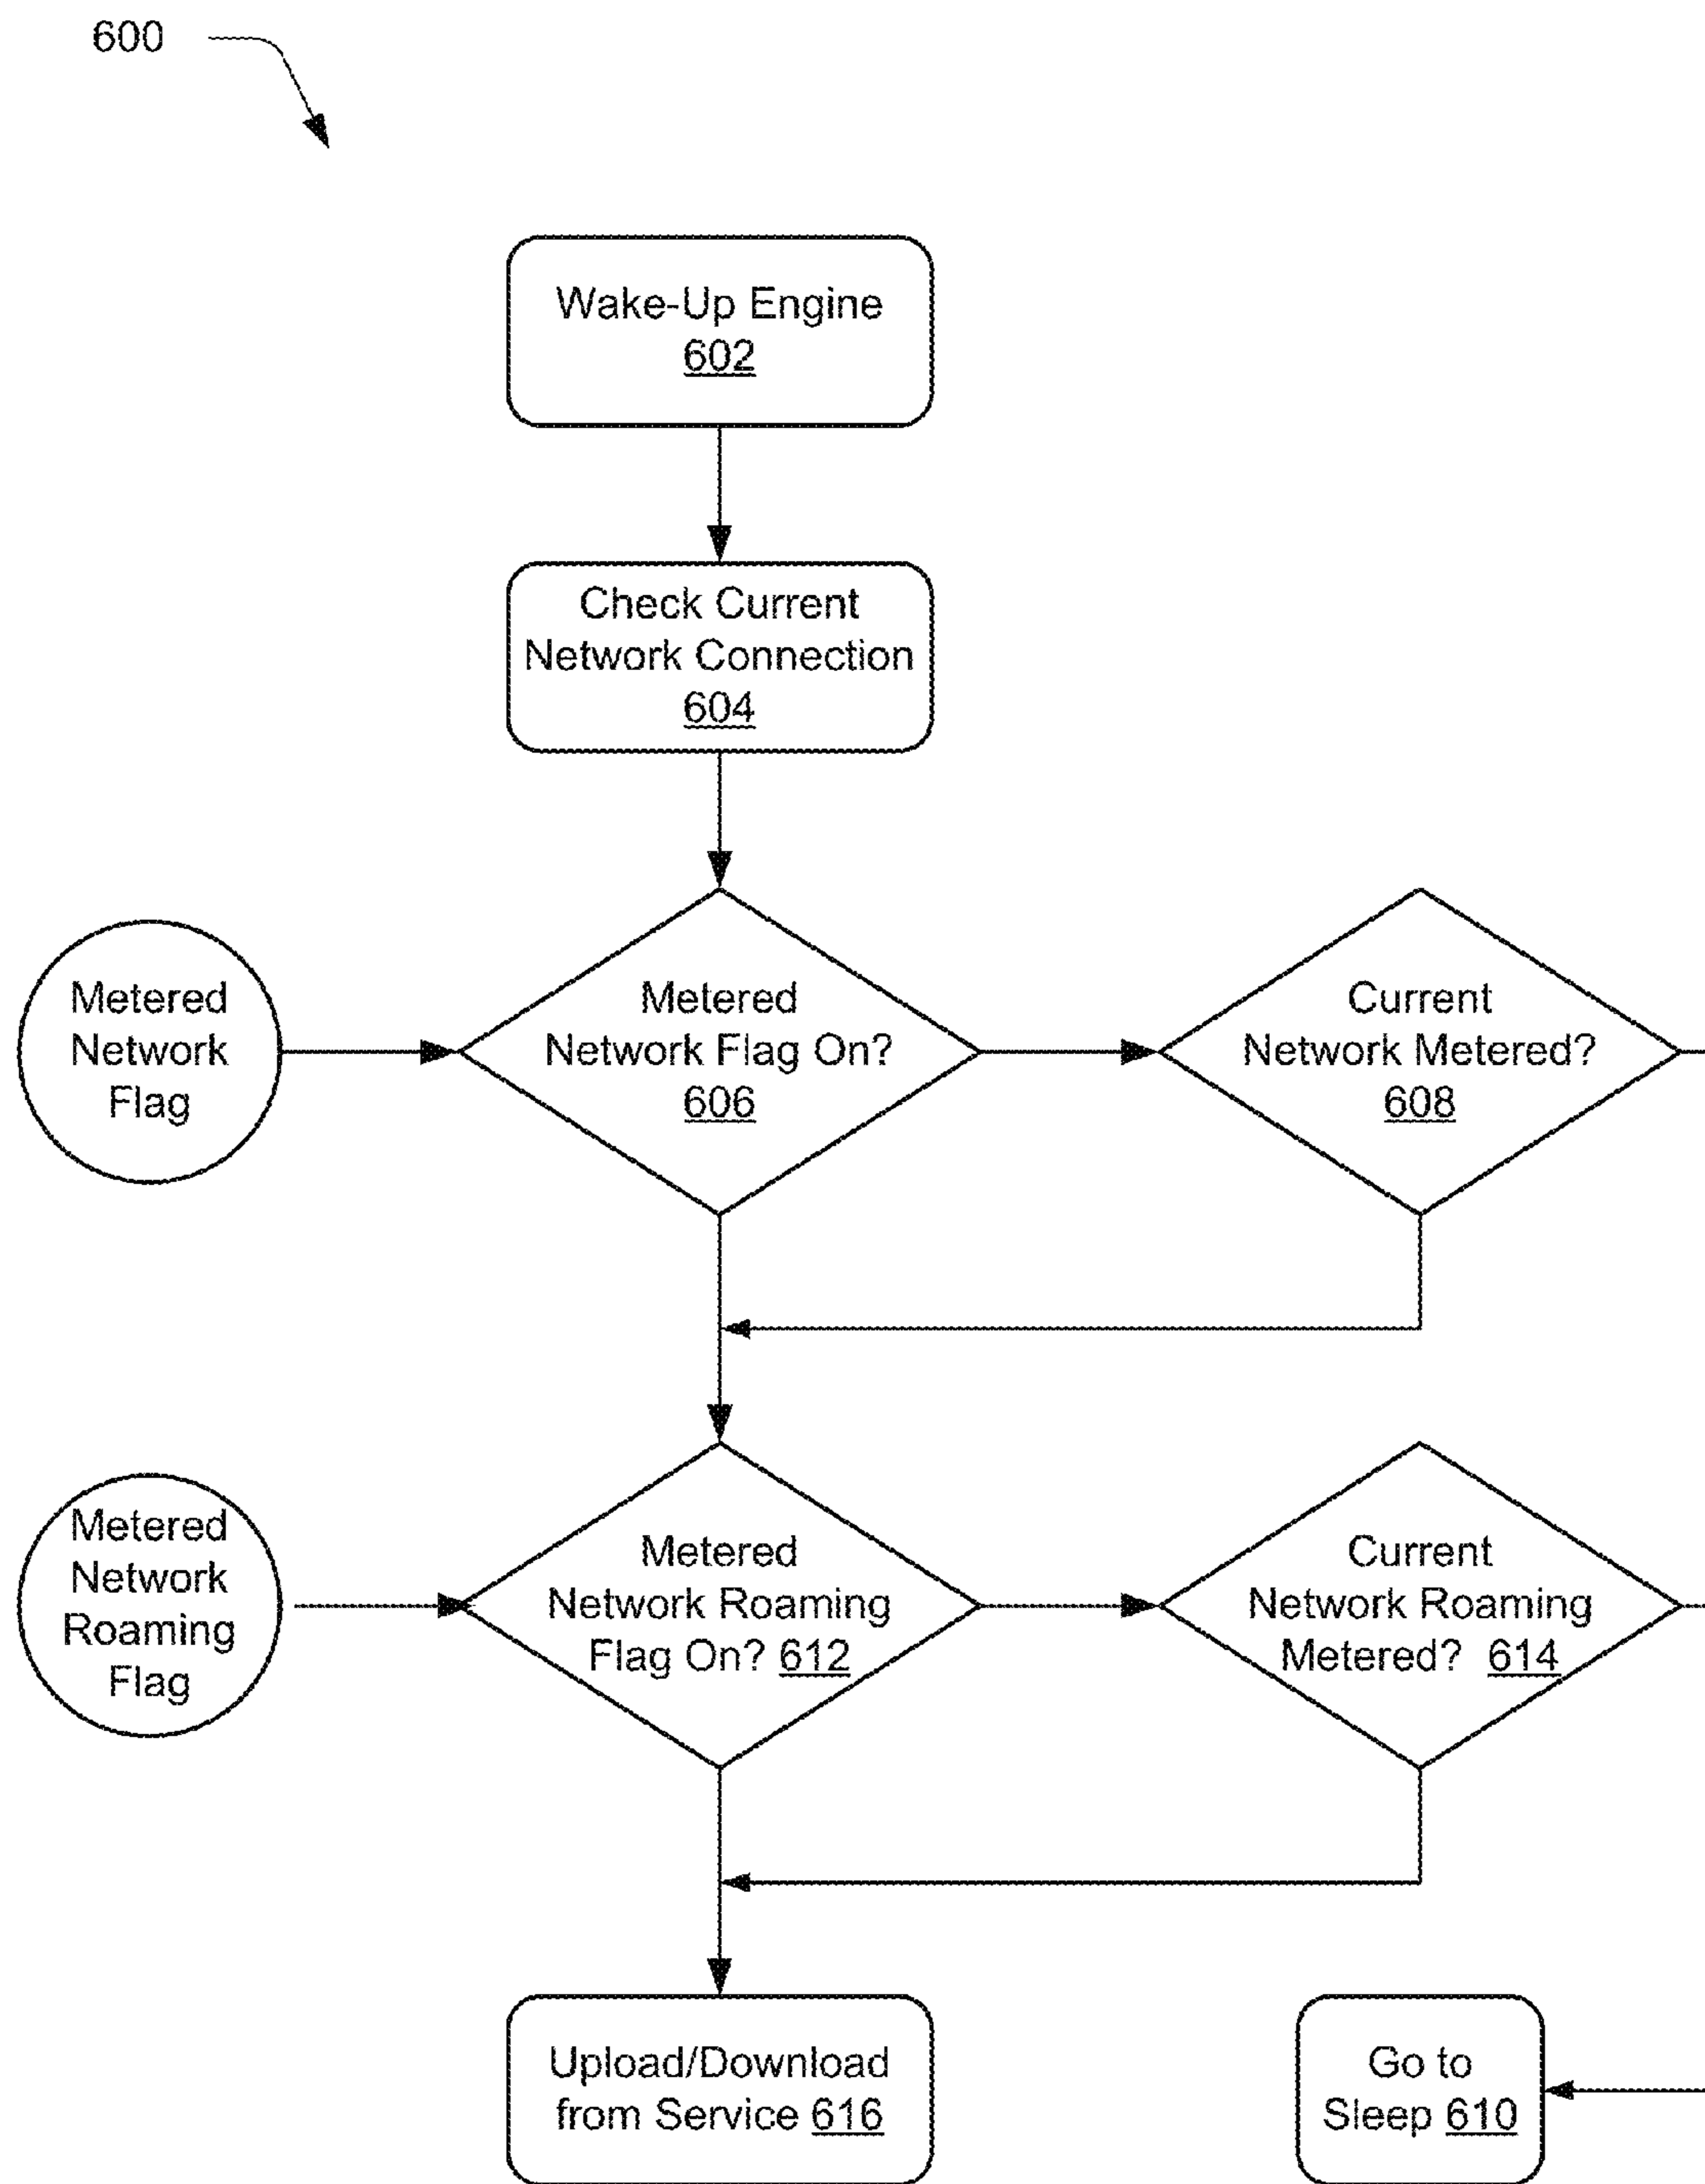 600
Wake-Up Engine
602
Check Current
Network Connection
604
Metered
Network
Flag
Metered
Network Flag On?
606
Current
Network Metered?
608
Metered
Network
Roaming
Flag
Metered
Network Roaming
Flag On? 612
Current
Network Roaming
Metered? 614
Upload/Download
from Service 616
Go to
Sleep 610